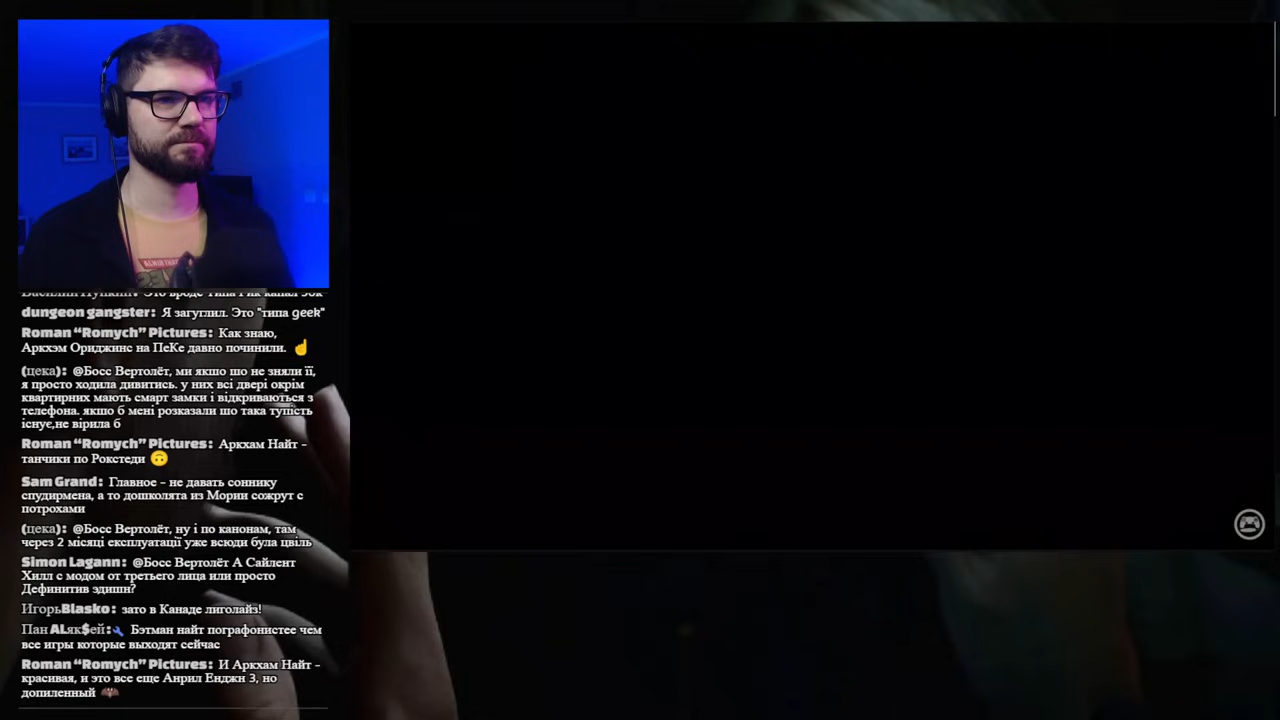 dungeon gangster: Я загуглил. Это "типа geek"
Roman “Romych” Pictures: Как знаю,
Аркхэм Ориджинс на ПеКе давно починили. ☝
(цека): @Босс Вертолёт, ми якшо шо не зняли її,
я просто ходила дивитись. у них всі двері окрім
квартирних мають смарт замки і відкриваються з
телефона. якшо б мені розказали шо така тупість
існує,не вірила б
Roman “Romych” Pictures: Аркхам Найт -
танчики по Рокстеди 🙃
Sam Grand: Главное - не давать соннику
спудирмена, а то дошколята из Мории сожрут с
потрохами
(цека): @Босс Вертолёт, ну і по канонам, там
через 2 місяці експлуатації уже всюди була цвіль
Simon Lagann: @Босс Вертолёт А Сайлент
Хилл с модом от третьего лица или просто
Дефинитив эдишн?
ИгорьBlasko: зато в Канаде лиголайз!
Пан ALяк$ей:🔧 Бэтман найт пографонистее чем
все игры которые выходят сейчас
Roman “Romych” Pictures: И Аркхам Найт -
красивая, и это все еще Анрил Енджн 3, но
допиленный 🦇